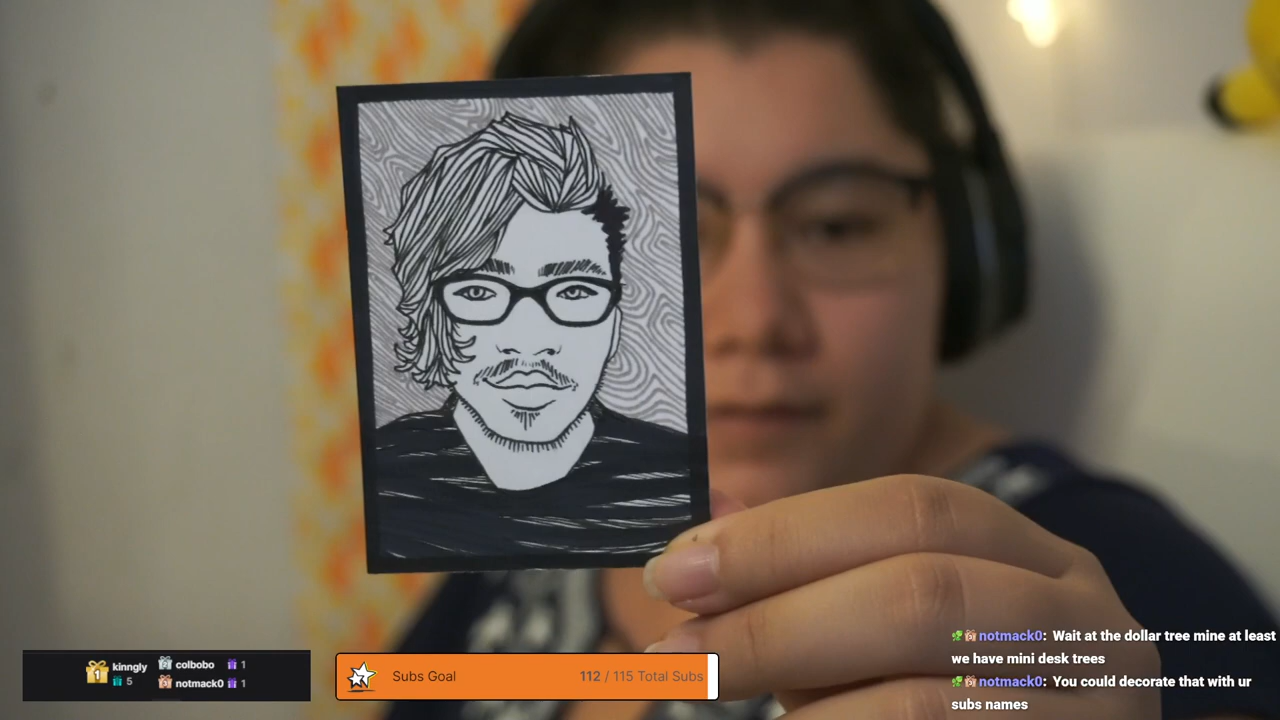 kinngly
5
colbobo
1
notmack0
1
Subs Goal
112 / 115 Total Subs
notmack0: Wait at the dollar tree mine at least
we have mini desk trees
notmack0: You could decorate that with ur
subs names